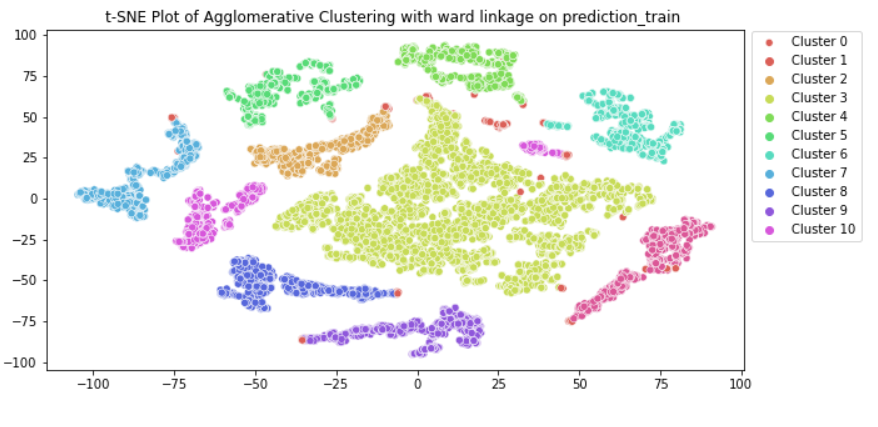 t-SNE Plot of Agglomerative Clustering with ward linkage on prediction_train
100
75
50
25
0
−25
−50
−75
−100
−100 −75 −50 −25 0 25 50 75 100
Cluster 0
Cluster 1
Cluster 2
Cluster 3
Cluster 4
Cluster 5
Cluster 6
Cluster 7
Cluster 8
Cluster 9
Cluster 10